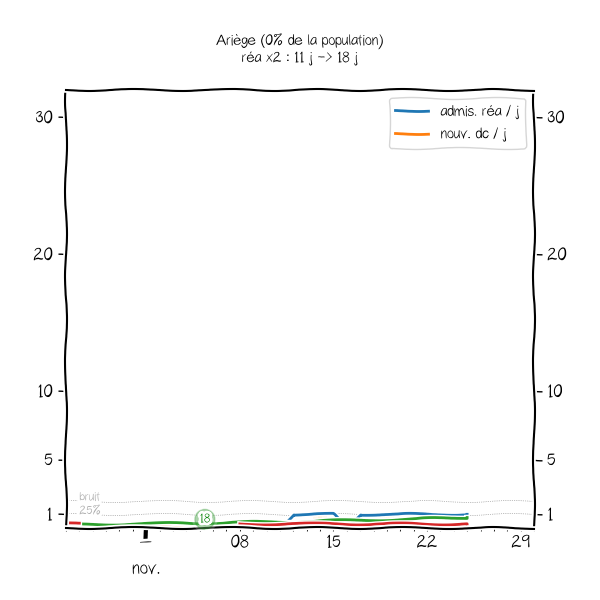 Ariège (0% de la population)
réa x2 : 11 j -> 18 j
admis. réa / j
nouv. dc / j
30
30
20
20
10
10
5
5
bruit
25%
1
1
18
1
08
15
22
29
nov.